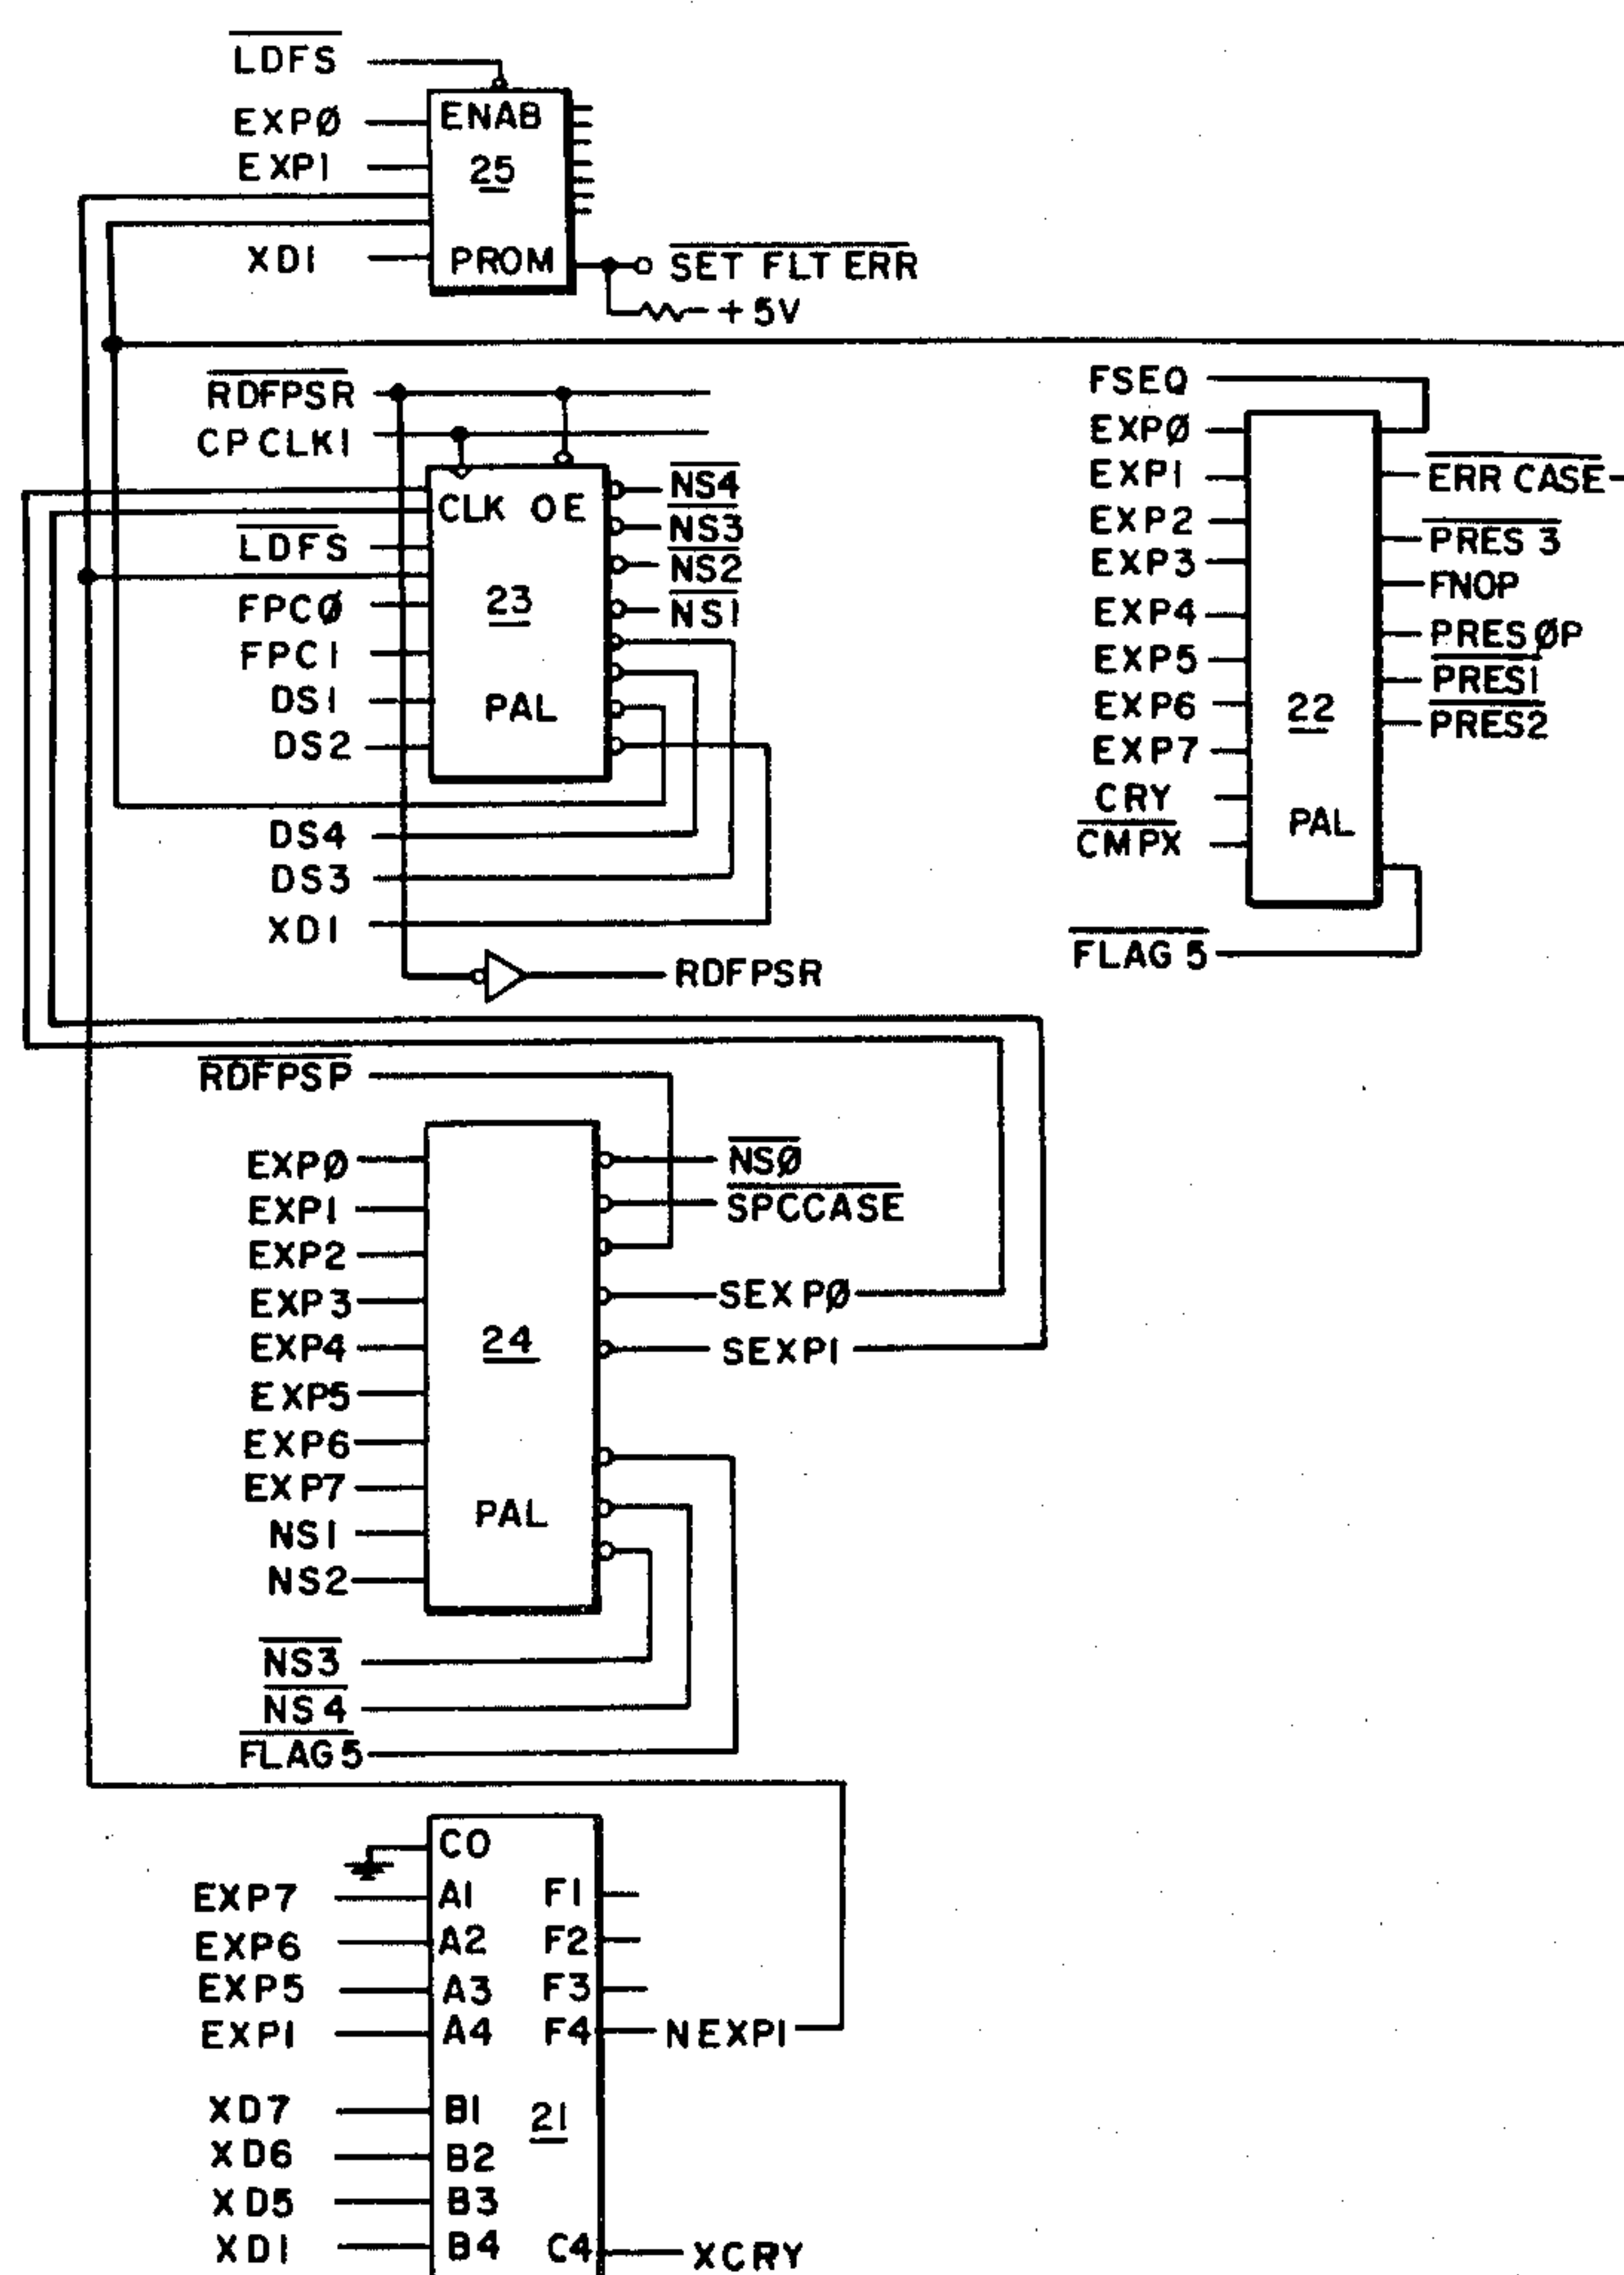 LDFS
EXPØ
EXP1
XD1
ENAB
25
PROM
SET FLT ERR
+5V
RDFPSR
CPCLK1
LDFS
FPCØ
FPC1
DS1
DS2
DS4
DS3
XD1
CLK OE
23
PAL
NS4
NS3
NS2
NS1
RDFPSR
FSEQ
EXPØ
EXP1
EXP2
EXP3
EXP4
EXP5
EXP6
EXP7
CRY
CMPX
FLAG 5
22
PAL
ERR CASE
PRES 3
FNOP
PRESØP
PRES1
PRES2
RDFPSP
EXPØ
EXP1
EXP2
EXP3
EXP4
EXP5
EXP6
EXP7
NS1
NS2
NS3
NS4
FLAG5
24
PAL
NSØ
SPCCASE
SEXPØ
SEXP1
EXP7
EXP6
EXP5
EXP1
XD7
XD6
XD5
XD1
CO
A1 F1
A2 F2
A3 F3
A4 F4
NEXP1
B1 21
B2
B3
B4 C4
XCRY